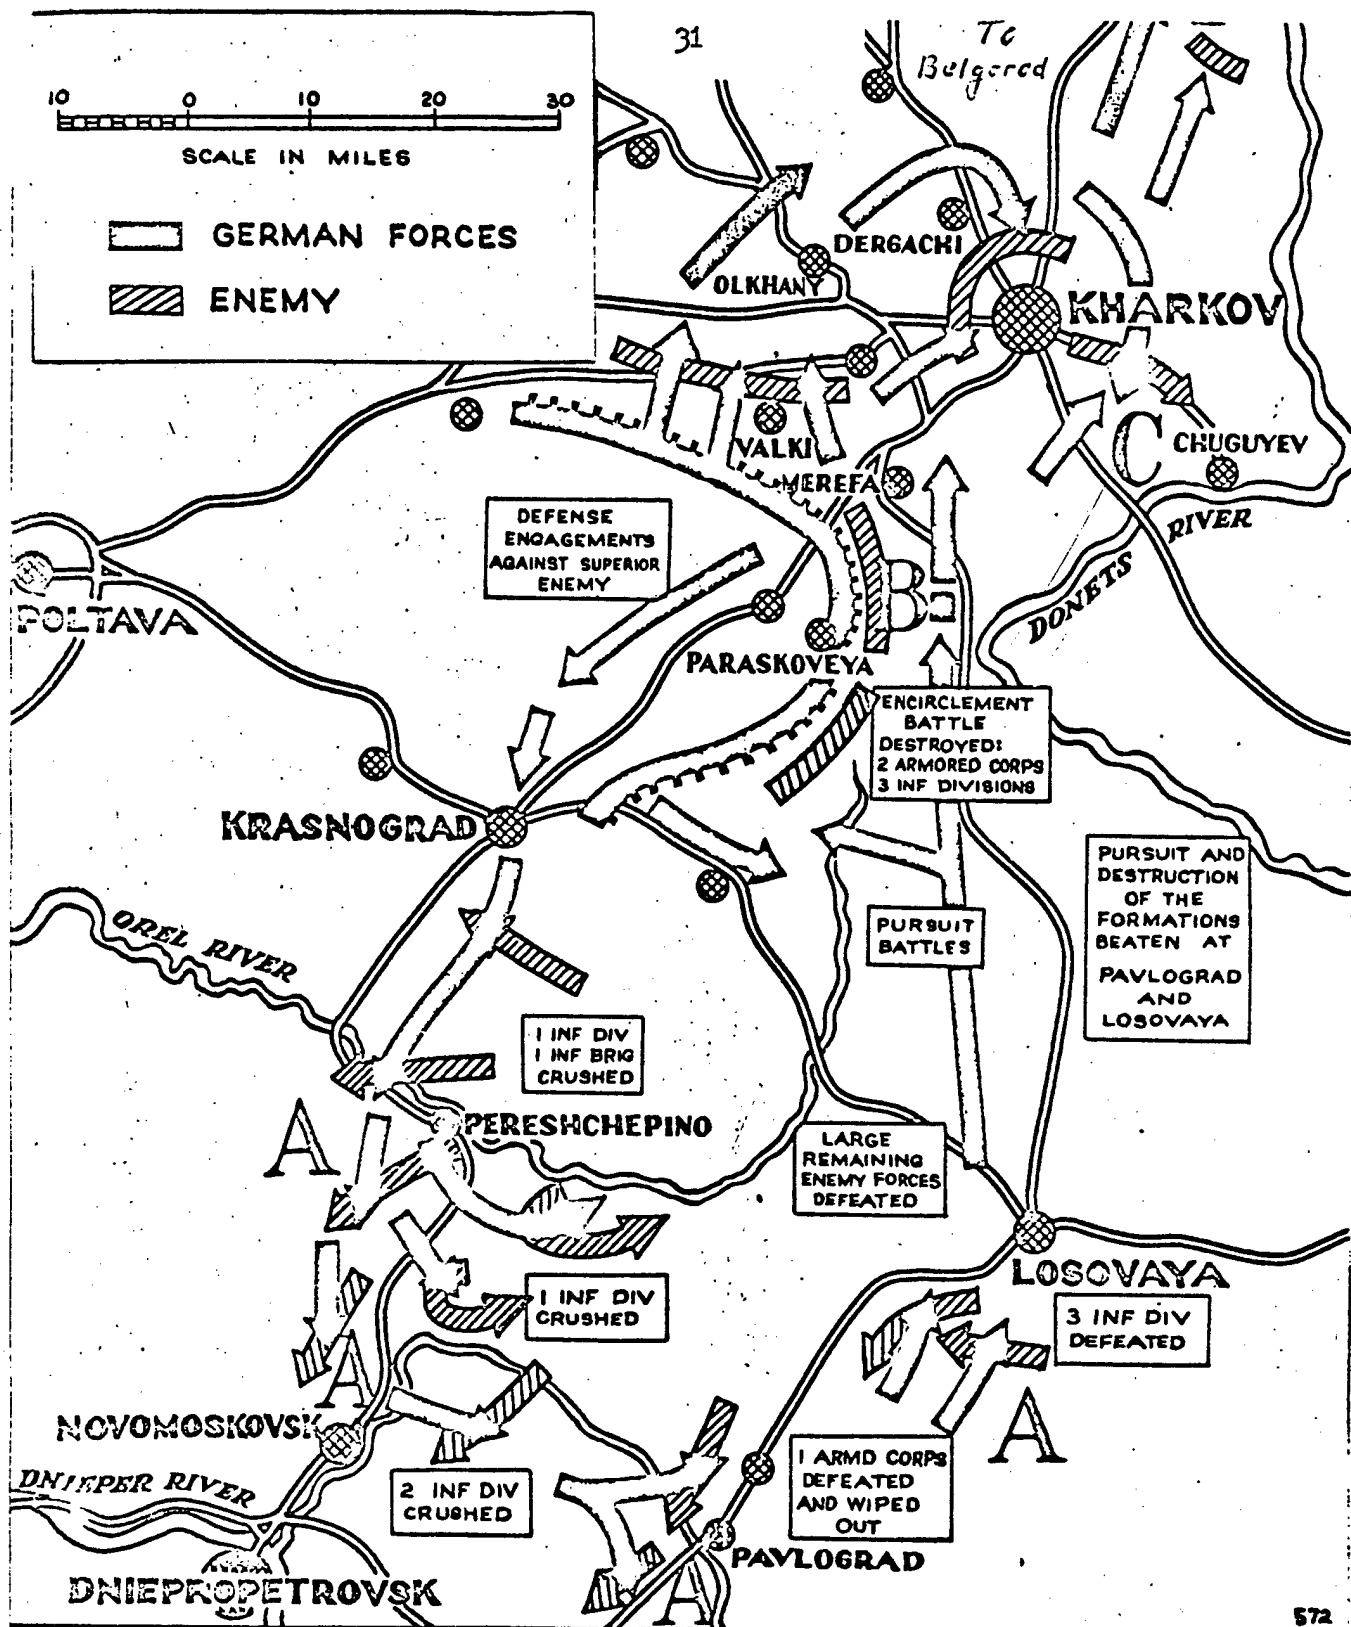 31
To
Belgorod
10 0 10 20 30
SCALE IN MILES
GERMAN FORCES
ENEMY
DERGACHI
OLKHANY
KHARKOV
VALKI
MEREFA
C
CHUGUYEV
DEFENSE
ENGAGEMENTS
AGAINST SUPERIOR
ENEMY
DONETS RIVER
POLTAVA
PARASKOVEYA
ENCIRCLEMENT
BATTLE
DESTROYED:
2 ARMORED CORPS
3 INF DIVISIONS
KRASNOGRAD
PURSUIT AND
DESTRUCTION
OF THE
FORMATIONS
BEATEN AT
PAVLOGRAD
AND
LOSOVAYA
PURSUIT
BATTLES
OREL RIVER
1 INF DIV
1 INF BRIG
CRUSHED
A
PERESHCHEPINO
LARGE
REMAINING
ENEMY FORCES
DEFEATED
LOSOVAYA
1 INF DIV
CRUSHED
3 INF DIV
DEFEATED
A
A
NOVOMOSKOVSK
DNIEPER RIVER
2 INF DIV
CRUSHED
1 ARMD CORPS
DEFEATED
AND WIPED
OUT
PAVLOGRAD
A
DNIEPROPETROVSK
572